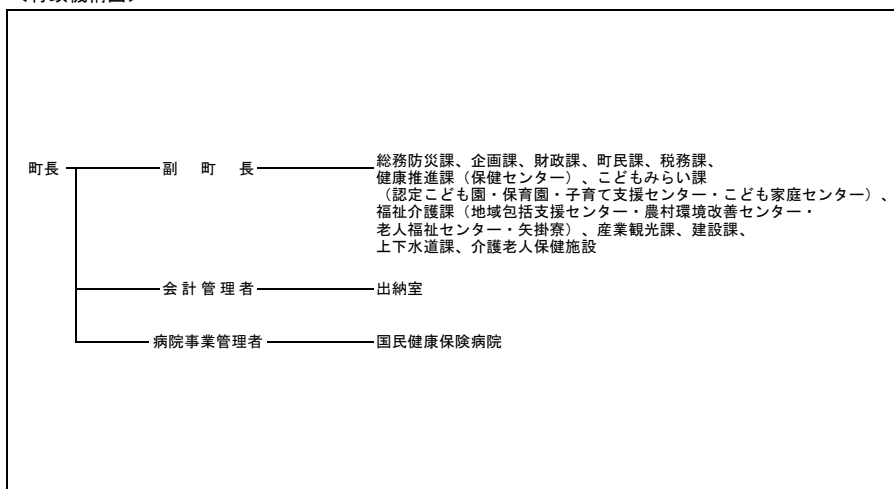 町長
副町長
総務防災課、企画課、財政課、町民課、税務課、
健康推進課（保健センター）、こどもみらい課
（認定こども園・保育園・子育て支援センター・こども家庭センター）、
福祉介護課（地域包括支援センター・農村環境改善センター・
老人福祉センター・矢掛寮）、産業観光課、建設課、
上下水道課、介護老人保健施設
会計管理者
出納室
病院事業管理者
国民健康保険病院